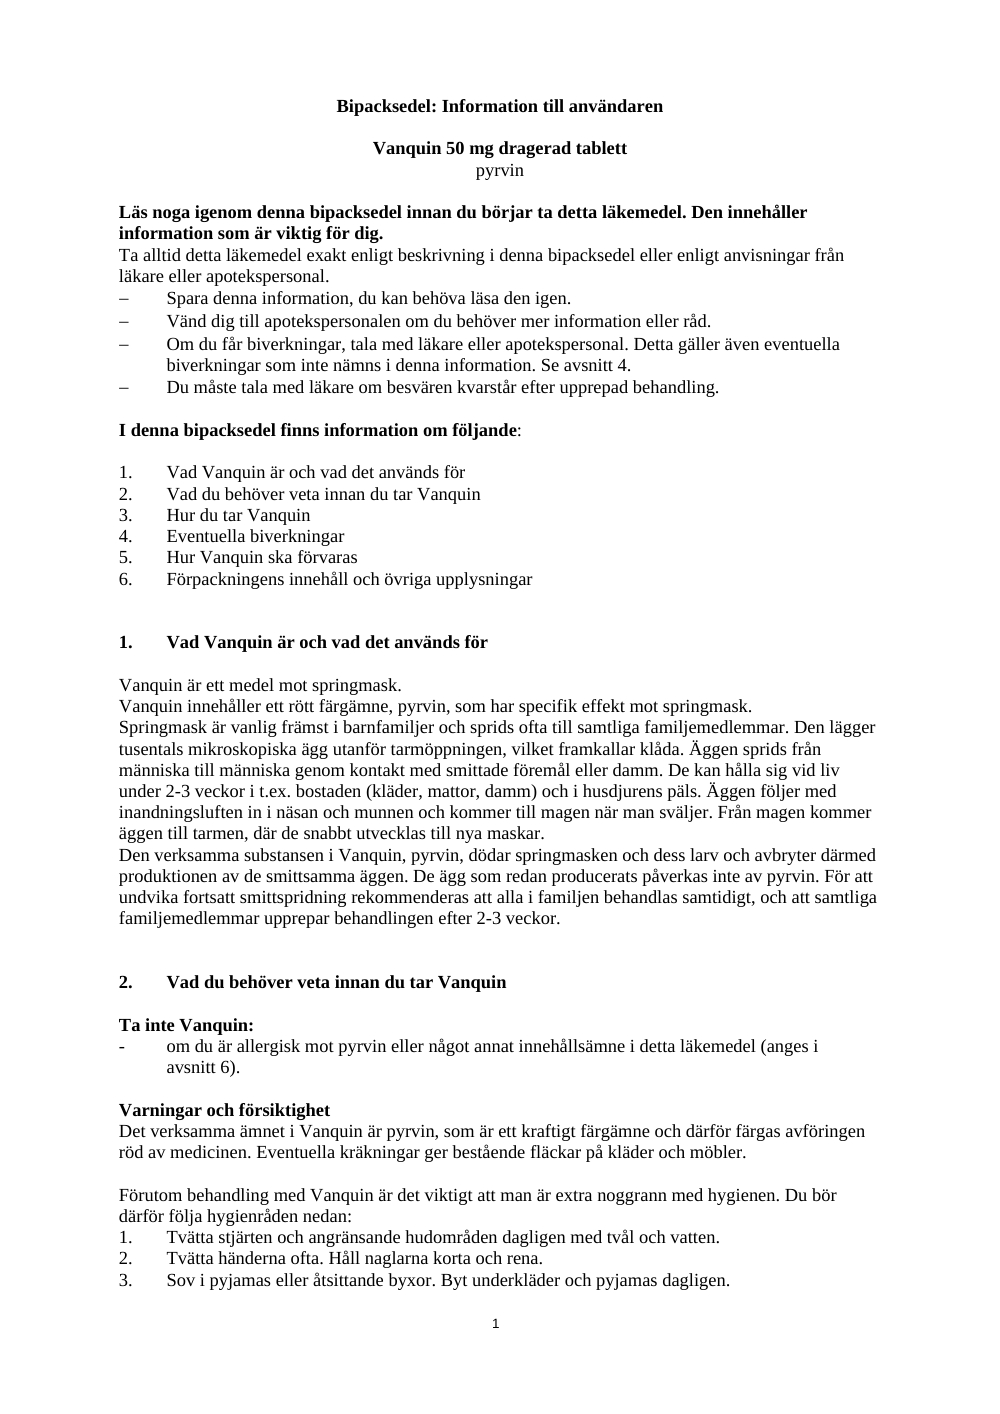 Bipacksedel: Information till användaren
Vanquin 50 mg dragerad tablett
pyrvin
Läs noga igenom denna bipacksedel innan du börjar ta detta läkemedel. Den innehåller
information som är viktig för dig.
Ta alltid detta läkemedel exakt enligt beskrivning i denna bipacksedel eller enligt anvisningar från
läkare eller apotekspersonal.
– Spara denna information, du kan behöva läsa den igen.
– Vänd dig till apotekspersonalen om du behöver mer information eller råd.
– Om du får biverkningar, tala med läkare eller apotekspersonal. Detta gäller även eventuella
biverkningar som inte nämns i denna information. Se avsnitt 4.
– Du måste tala med läkare om besvären kvarstår efter upprepad behandling.
I denna bipacksedel finns information om följande:
1. Vad Vanquin är och vad det används för
2. Vad du behöver veta innan du tar Vanquin
3. Hur du tar Vanquin
4. Eventuella biverkningar
5. Hur Vanquin ska förvaras
6. Förpackningens innehåll och övriga upplysningar
1. Vad Vanquin är och vad det används för
Vanquin är ett medel mot springmask.
Vanquin innehåller ett rött färgämne, pyrvin, som har specifik effekt mot springmask.
Springmask är vanlig främst i barnfamiljer och sprids ofta till samtliga familjemedlemmar. Den lägger
tusentals mikroskopiska ägg utanför tarmöppningen, vilket framkallar klåda. Äggen sprids från
människa till människa genom kontakt med smittade föremål eller damm. De kan hålla sig vid liv
under 2-3 veckor i t.ex. bostaden (kläder, mattor, damm) och i husdjurens päls. Äggen följer med
inandningsluften in i näsan och munnen och kommer till magen när man sväljer. Från magen kommer
äggen till tarmen, där de snabbt utvecklas till nya maskar.
Den verksamma substansen i Vanquin, pyrvin, dödar springmasken och dess larv och avbryter därmed
produktionen av de smittsamma äggen. De ägg som redan producerats påverkas inte av pyrvin. För att
undvika fortsatt smittspridning rekommenderas att alla i familjen behandlas samtidigt, och att samtliga
familjemedlemmar upprepar behandlingen efter 2-3 veckor.
2. Vad du behöver veta innan du tar Vanquin
Ta inte Vanquin:
- om du är allergisk mot pyrvin eller något annat innehållsämne i detta läkemedel (anges i
avsnitt 6).
Varningar och försiktighet
Det verksamma ämnet i Vanquin är pyrvin, som är ett kraftigt färgämne och därför färgas avföringen
röd av medicinen. Eventuella kräkningar ger bestående fläckar på kläder och möbler.
Förutom behandling med Vanquin är det viktigt att man är extra noggrann med hygienen. Du bör
därför följa hygienråden nedan:
1. Tvätta stjärten och angränsande hudområden dagligen med tvål och vatten.
2. Tvätta händerna ofta. Håll naglarna korta och rena.
3. Sov i pyjamas eller åtsittande byxor. Byt underkläder och pyjamas dagligen.
1